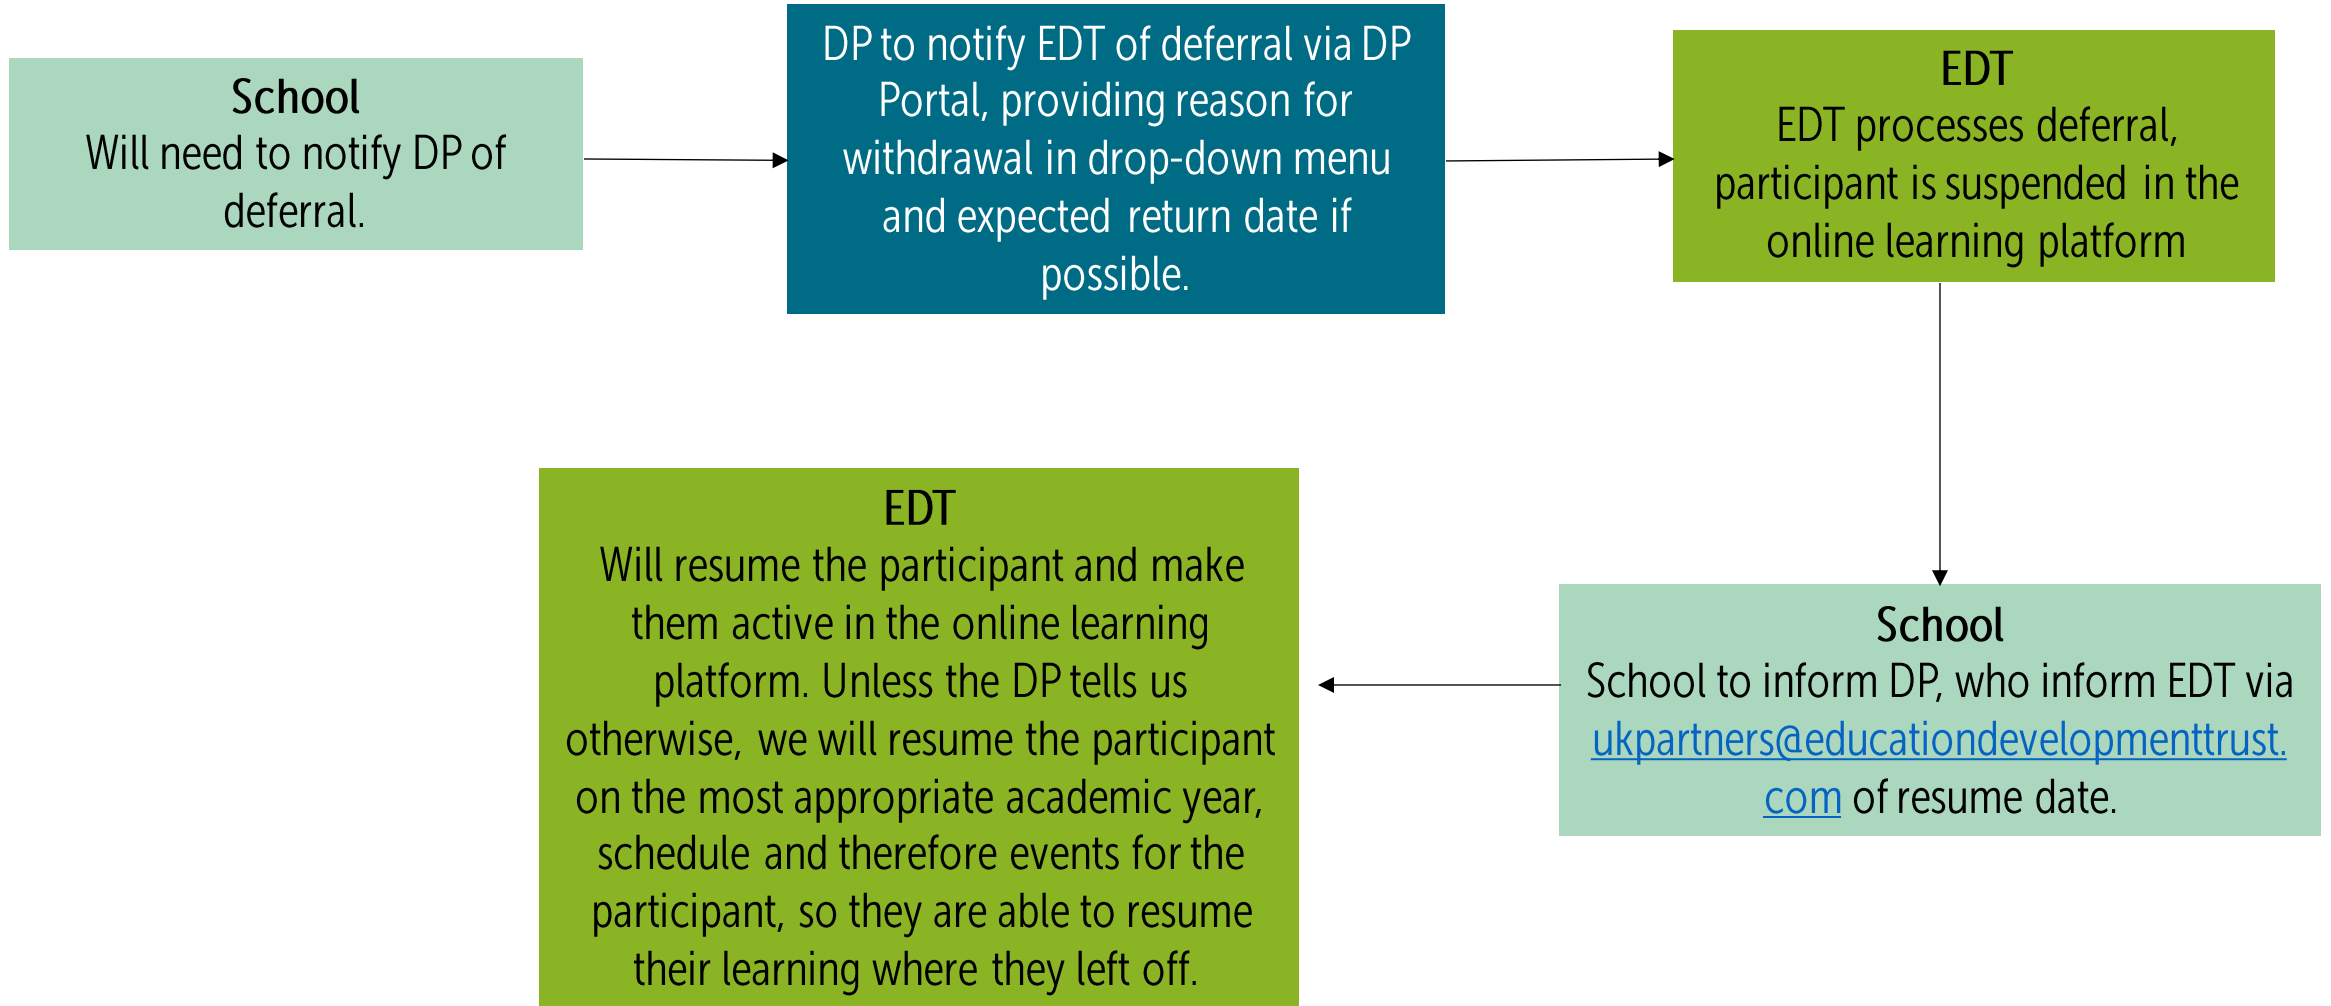 School
Will need to notify DP of
deferral.
DP to notify EDT of deferral via DP
Portal, providing reason for
withdrawal in drop-down menu
and expected return date if
possible.
EDT
EDT processes deferral,
participant is suspended in the
online learning platform
School
School to inform DP, who inform EDT via
ukpartners@educationdevelopmenttrust.
com of resume date.
EDT
Will resume the participant and make
them active in the online learning
platform. Unless the DP tells us
otherwise, we will resume the participant
on the most appropriate academic year,
schedule and therefore events for the
participant, so they are able to resume
their learning where they left off.